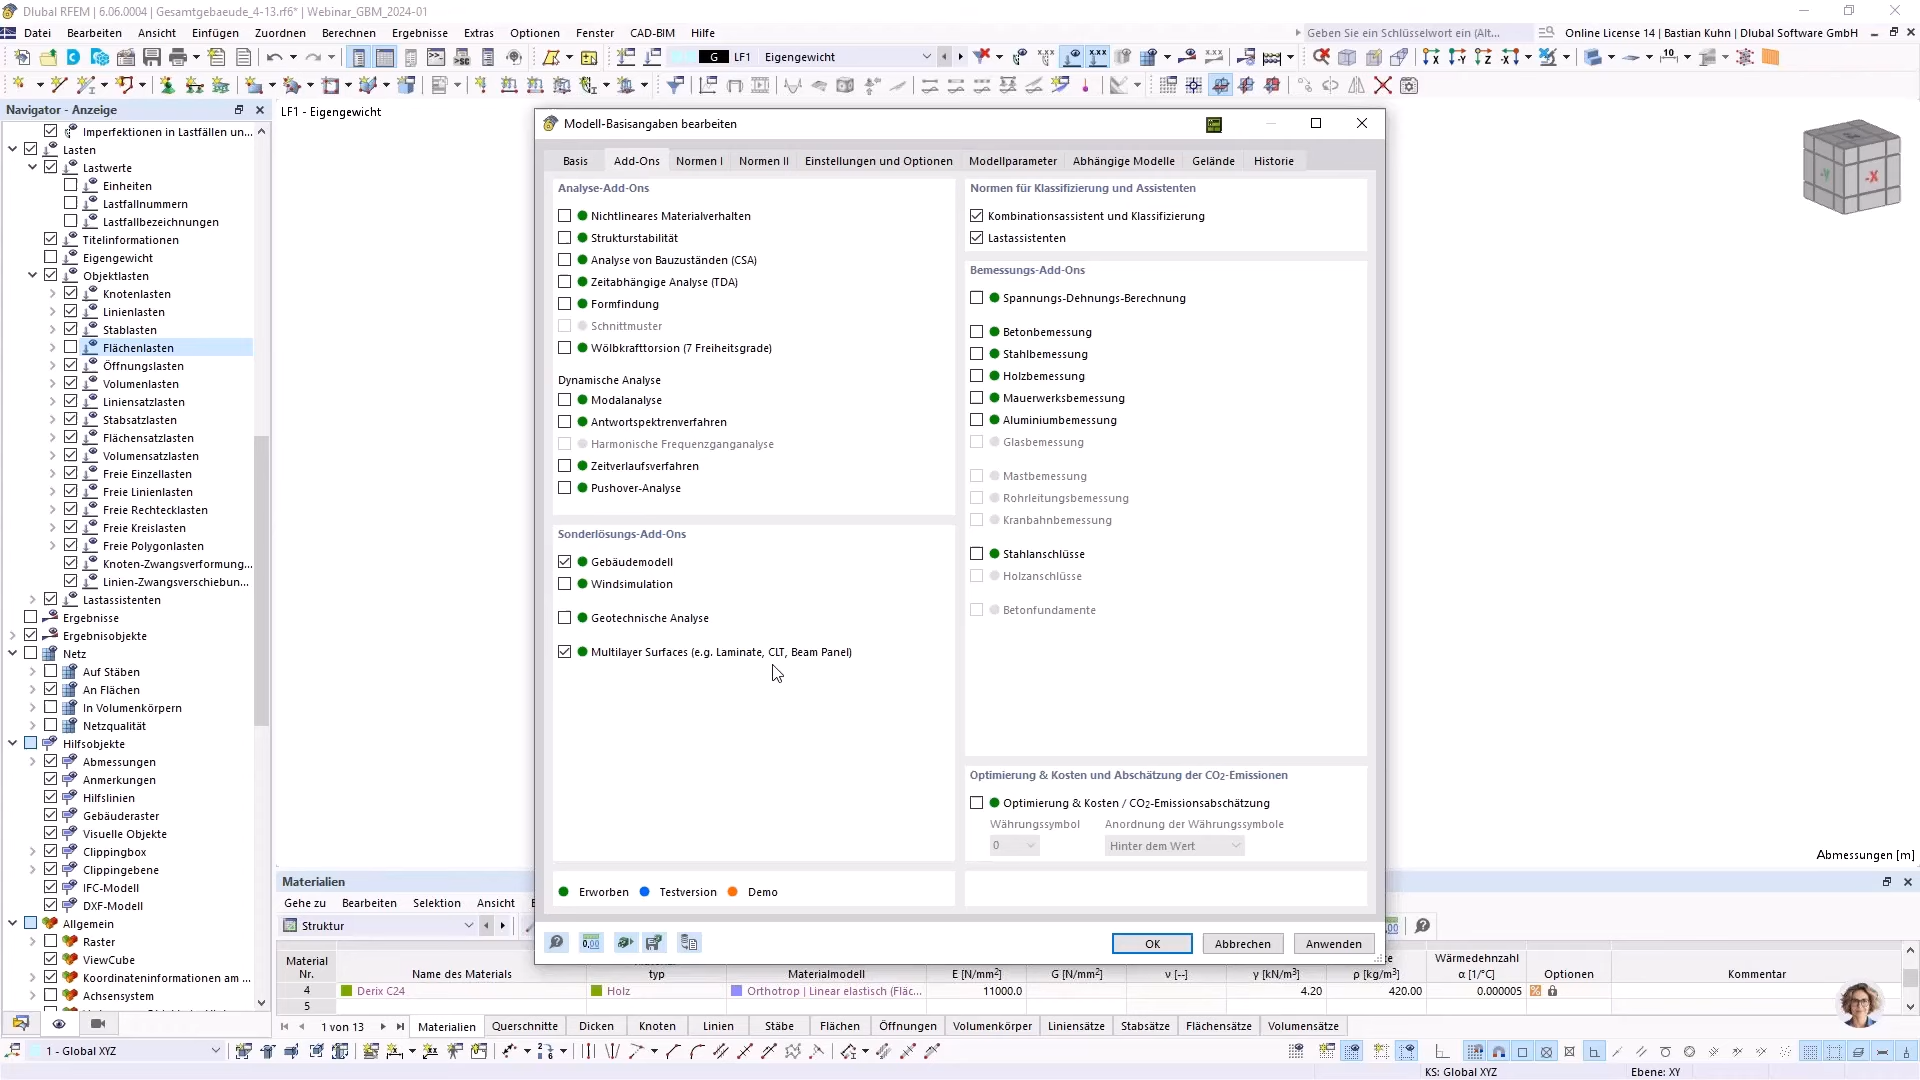 Dlubal RFEM | 6.06.0004 | Gesamtgebaeude_4-13.rf6* | Webinar_GBM_2024-01
Datei Bearbeiten Ansicht Einfügen Zuordnen Berechnen Ergebnisse Extras Optionen Fenster CAD-BIM Hilfe
Geben Sie ein Schlüsselwort ein (Alt... Online License 14 | Bastian Kuhn | Dlubal Software GmbH
G LF1 Eigengewicht
Navigator - Anzeige
Imperfektionen in Lastfällen un...
Lasten
Lastwerte
Einheiten
Lastfallnummern
Lastfallbezeichnungen
Titelinformationen
Eigengewicht
Objektlasten
Knotenlasten
Linienlasten
Stablasten
Flächenlasten
Öffnungslasten
Volumenlasten
Liniensatzlasten
Stabsatzlasten
Flächensatzlasten
Volumensatzlasten
Freie Einzellasten
Freie Linienlasten
Freie Rechtecklasten
Freie Kreislasten
Freie Polygonlasten
Knoten-Zwangsverformung...
Linien-Zwangsverschiebun...
Lastassistenten
Ergebnisse
Ergebnisobjekte
Netz
Auf Stäben
An Flächen
In Volumenkörpern
Netzqualität
Hilfsobjekte
Abmessungen
Anmerkungen
Hilfslinien
Gebäuderaster
Visuelle Objekte
Clippingbox
Clippingebene
IFC-Modell
DXF-Modell
Allgemein
Raster
ViewCube
Koordinateninformationen am ...
Achsensystem
LF1 - Eigengewicht
Modell-Basisangaben bearbeiten
Basis Add-Ons Normen I Normen II Einstellungen und Optionen Modellparameter Abhängige Modelle Gelände Historie
Analyse-Add-Ons
Nichtlineares Materialverhalten
Strukturstabilität
Analyse von Bauzuständen (CSA)
Zeitabhängige Analyse (TDA)
Formfindung
Schnittmuster
Wölbkrafttorsion (7 Freiheitsgrade)
Dynamische Analyse
Modalanalyse
Antwortspektrenverfahren
Harmonische Frequenzganganalyse
Zeitverlaufsverfahren
Pushover-Analyse
Sonderlösungs-Add-Ons
Gebäudemodell
Windsimulation
Geotechnische Analyse
Multilayer Surfaces (e.g. Laminate, CLT, Beam Panel)
Normen für Klassifizierung und Assistenten
Kombinationsassistent und Klassifizierung
Lastassistenten
Bemessungs-Add-Ons
Spannungs-Dehnungs-Berechnung
Betonbemessung
Stahlbemessung
Holzbemessung
Mauerwerksbemessung
Aluminiumbemessung
Glasbemessung
Mastbemessung
Rohrleitungsbemessung
Kranbahnbemessung
Stahlanschlüsse
Holzanschlüsse
Betonfundamente
Optimierung & Kosten und Abschätzung der CO2-Emissionen
Optimierung & Kosten / CO2-Emissionsabschätzung
Währungssymbol Anordnung der Währungssymbole
0 Hinter dem Wert
Erworben Testversion Demo
OK Abbrechen Anwenden
-Y -X
Abmessungen [m]
Materialien
Gehe zu Bearbeiten Selektion Ansicht
Struktur
Material
Nr. Name des Materials typ Materialmodell E [N/mm²] G [N/mm²] ν [--] γ [kN/m³] ρ [kg/m³] Wärmedehnzahl
α [1/°C] Optionen Kommentar
4 Derix C24 Holz Orthotrop | Linear elastisch (Fläc... 11000.0 4.20 420.00 0.000005
5
1 von 13 Materialien Querschnitte Dicken Knoten Linien Stäbe Flächen Öffnungen Volumenkörper Liniensätze Stabsätze Flächensätze Volumensätze
1 - Global XYZ
KS: Global XYZ Ebene: XY